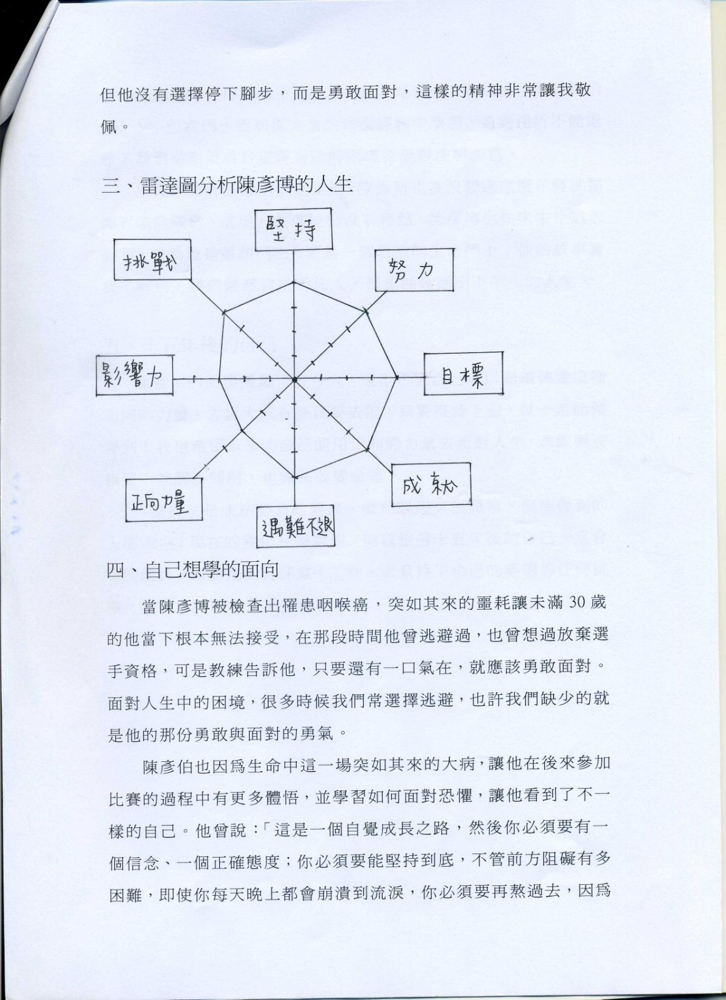 但他沒有選擇停下腳步，而是勇敢面對，這樣的精神非常讓我敬
佩。
三、雷達圖分析陳彥博的人生
堅持
挑戰
努力
影響力
目標
正向力量
成就
遇難不退
四、自己想學的面向
當陳彥博被檢查出罹患咽喉癌，突如其來的噩耗讓未滿 30 歲
的他當下根本無法接受，在那段時間他曾逃避過，也曾想過放棄選
手資格，可是教練告訴他，只要還有一口氣在，就應該勇敢面對。
面對人生中的困境，很多時候我們常選擇逃避，也許我們缺少的就
是他的那份勇敢與面對的勇氣。
陳彥伯也因爲生命中這一場突如其來的大病，讓他在後來參加
比賽的過程中有更多體悟，並學習如何面對恐懼，讓他看到了不一
樣的自己。他曾說：「這是一個自覺成長之路，然後你必須要有一
個信念、一個正確態度；你必須要能堅持到底，不管前方阻礙有多
困難，即使你每天晚上都會崩潰到流淚，你必須要再熬過去，因爲